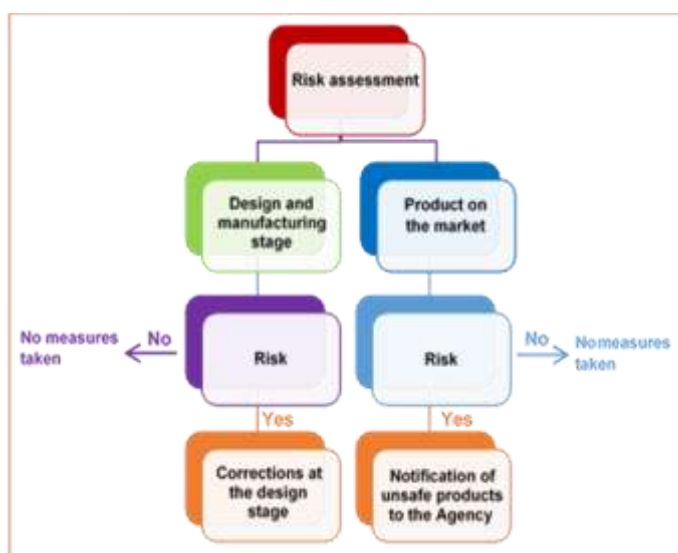 Risk assessment
Design and
manufacturing
stage
Product on
the market
No measures
taken
No
Risk
Risk
No
No measures
taken
Yes
Yes
Corrections at
the design
stage
Notification of
unsafe products
to the Agency